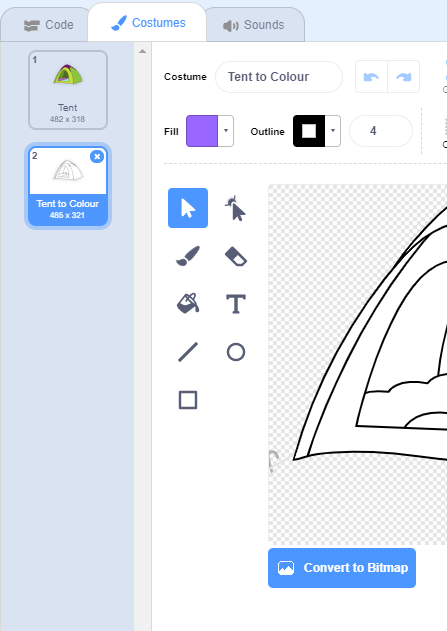 Code
Costumes
Sounds
1
Tent
482 x 318
2
Tent to Colour
485 x 321
Costume
Tent to Colour
Fill
Outline
4
T
Convert to Bitmap